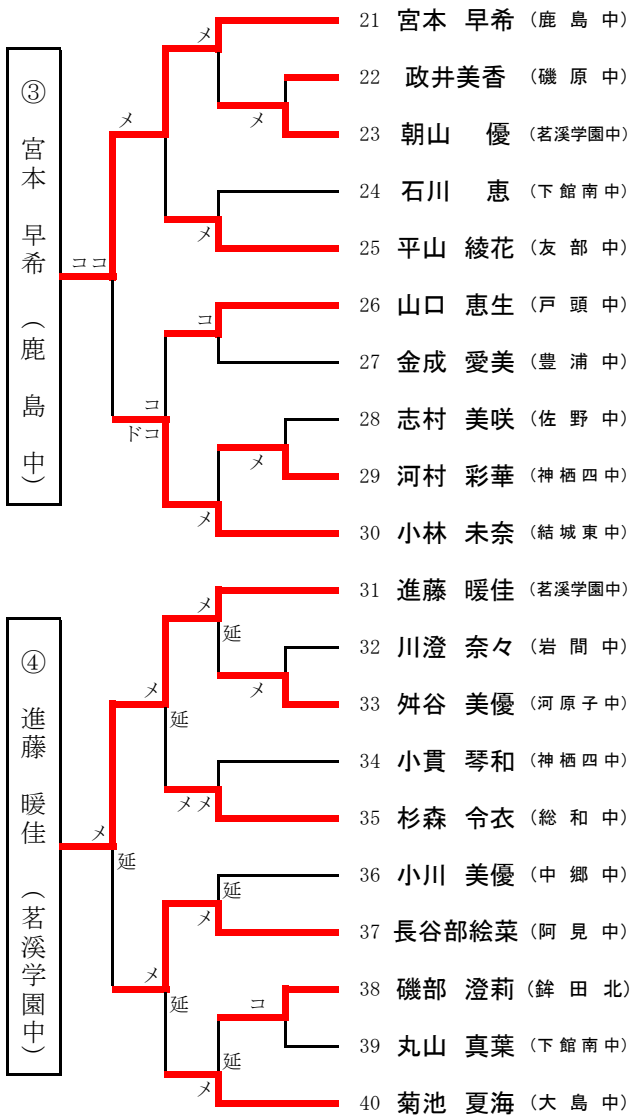 ③ 宮本 早希 （鹿島中）
21 宮本 早希 （鹿島中）
メ
22 政井美香 （磯原中）
メ
メ
23 朝山 優 （茗溪学園中）
24 石川 恵 （下館南中）
メ
25 平山 綾花 （友部中）
ココ
26 山口 恵生 （戸頭中）
コ
27 金成 愛美 （豊浦中）
コ
28 志村 美咲 （佐野中）
ドコ
メ
29 河村 彩華 （神栖四中）
メ
30 小林 未奈 （結城東中）
④ 進藤 暖佳 （茗溪学園中）
31 進藤 暖佳 （茗溪学園中）
メ
延
32 川澄 奈々 （岩間中）
メ
メ
33 舛谷 美優 （河原子中）
延
34 小貫 琴和 （神栖四中）
メメ
35 杉森 令衣 （総和中）
メ
延
36 小川 美優 （中郷中）
延
メ
37 長谷部絵菜 （阿見中）
メ
38 磯部 澄莉 （鉾田北）
延
コ
39 丸山 真葉 （下館南中）
延
メ
40 菊池 夏海 （大島中）